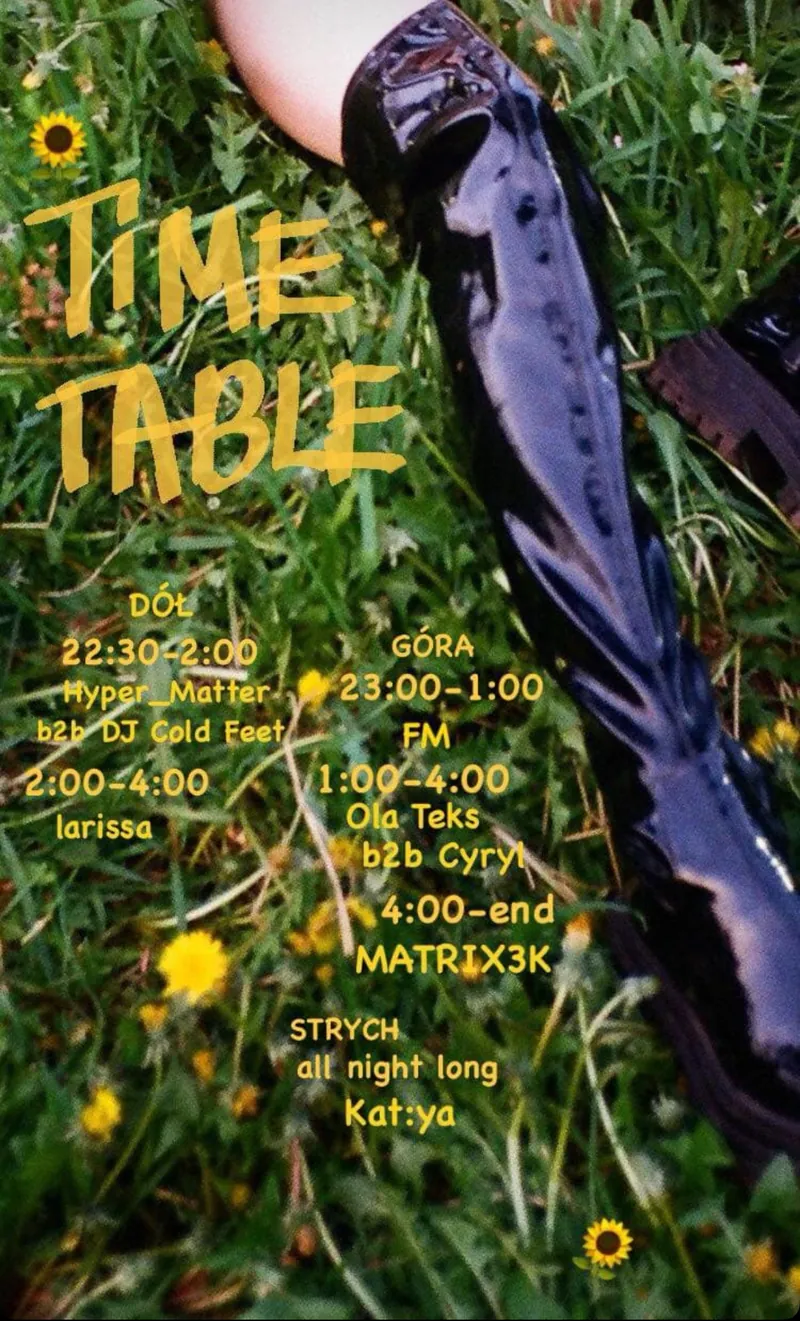 TiME
TABLE
DÓŁ
22:30-2:00
Hyper_Matter
b2b DJ Cold Feet
2:00-4:00
larissa
GÓRA
23:00-1:00
FM
1:00-4:00
Ola Teks
b2b Cyryl
4:00-end
MATRIX3K
STRYCH
all night long
Kat:ya